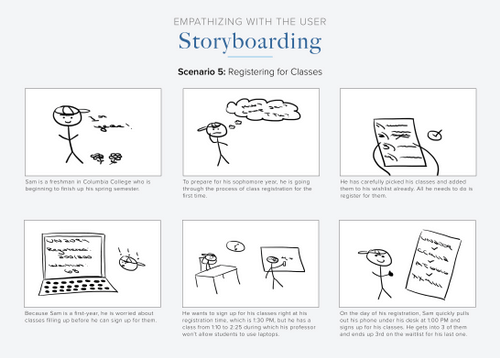 EMPATHIZING WITH THE USER
Storyboarding
Scenario 5: Registering for Classes
Sam is a freshman in Columbia College who is
beginning to finish up his spring semester.
To prepare for his sophomore year, he is going
through the process of class registration for the
first time.
He has carefully picked his classes and added
them to his wishlist already. All he needs to do is
register for them.
Because Sam is a first-year, he is worried about
classes filling up before he can sign up for them.
He wants to sign up for his classes right at his
registration time, which is 1:30 PM, but he has a
class from 1:10 to 2:25 during which his professor
won't allow students to use laptops.
On the day of his registration, Sam quickly pulls
out his phone under his desk at 1:00 PM and
signs up for his classes. He gets into 3 of them
and ends up 3rd on the waitlist for his last one.